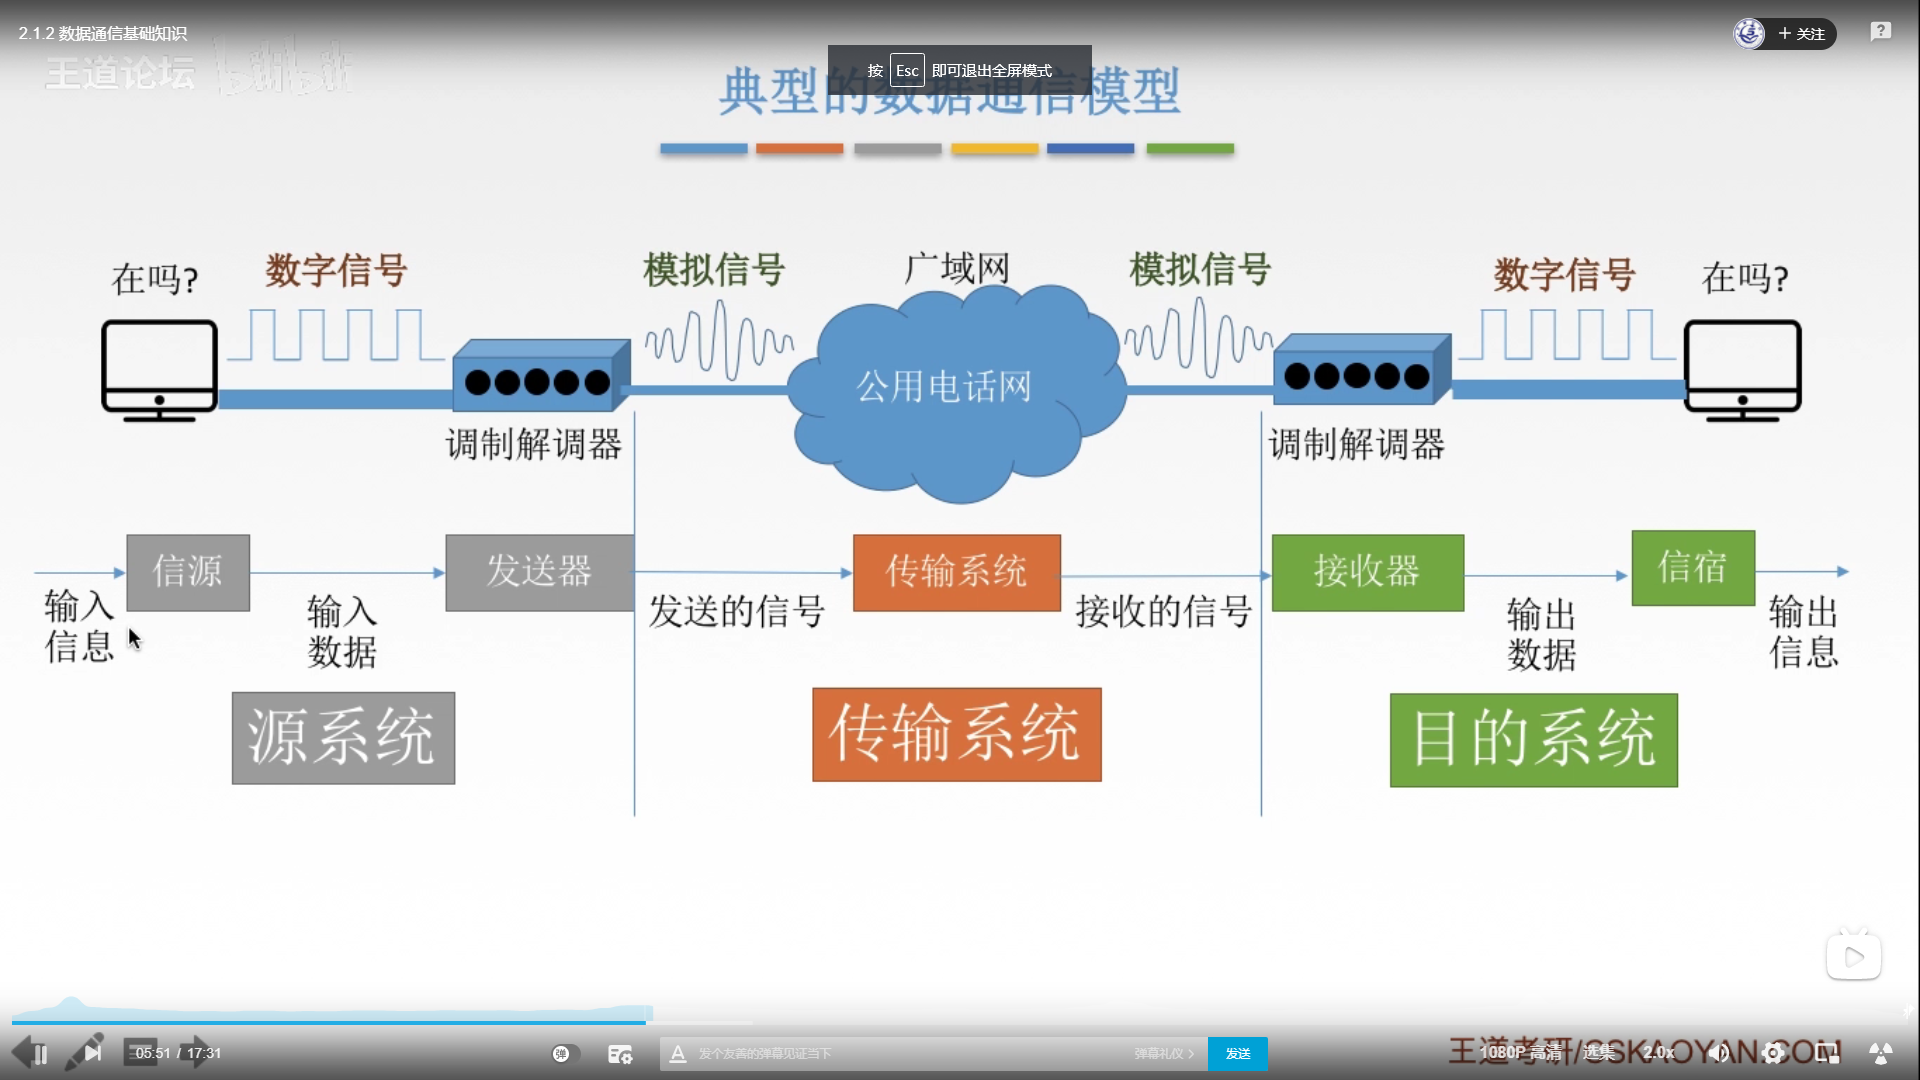 2.1.2 数据通信基础知识
+ 关注
王道论坛 bilibili
按 Esc 即可退出全屏模式
典型的数据通信模型
在吗?
数字信号
模拟信号
广域网
模拟信号
数字信号
在吗?
公用电话网
调制解调器
调制解调器
信源
发送器
传输系统
接收器
信宿
输入
信息
输入
数据
发送的信号
接收的信号
输出
数据
输出
信息
源系统
传输系统
目的系统
05:51 / 17:31
弹
发个友善的弹幕见证当下
弹幕礼仪 >
发送
王道考研/CSKAOYAN.COM
1080P 高清
选集
2.0x